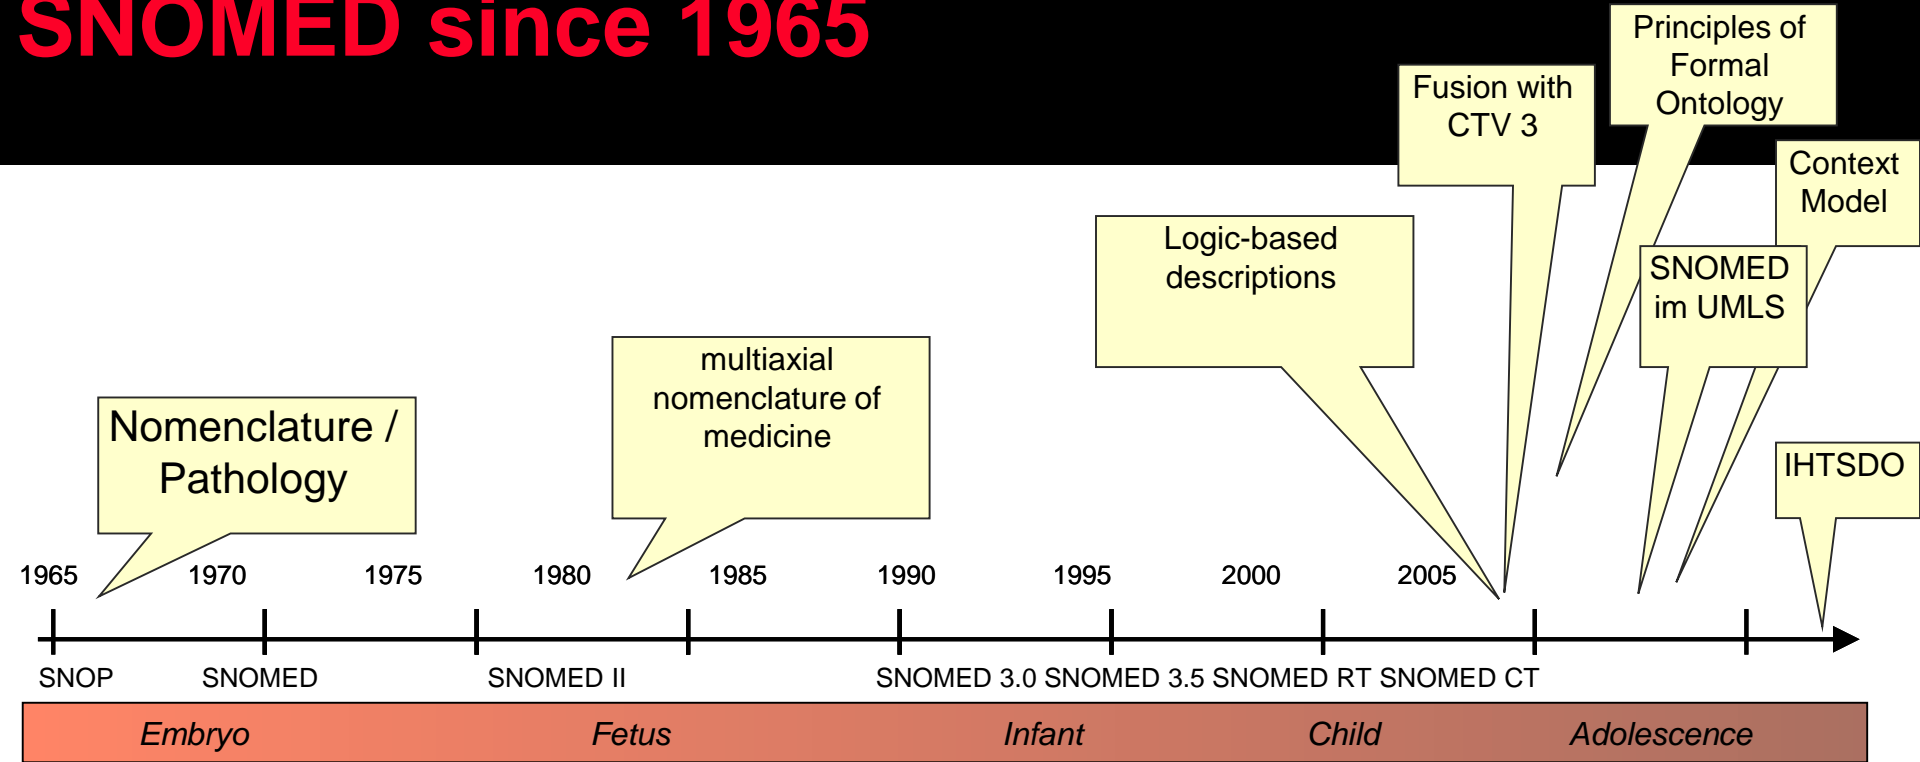 SNOMED since 1965
Principles of
Formal
Ontology
Fusion with
CTV 3
Context
Model
Logic-based
descriptions
SNOMED
im UMLS
multiaxial
nomenclature of
medicine
Nomenclature /
Pathology
IHTSDO
1965 1970 1975 1980 1985 1990 1995 2000 2005
SNOP SNOMED SNOMED II SNOMED 3.0 SNOMED 3.5 SNOMED RT SNOMED CT
Embryo Fetus Infant Child Adolescence